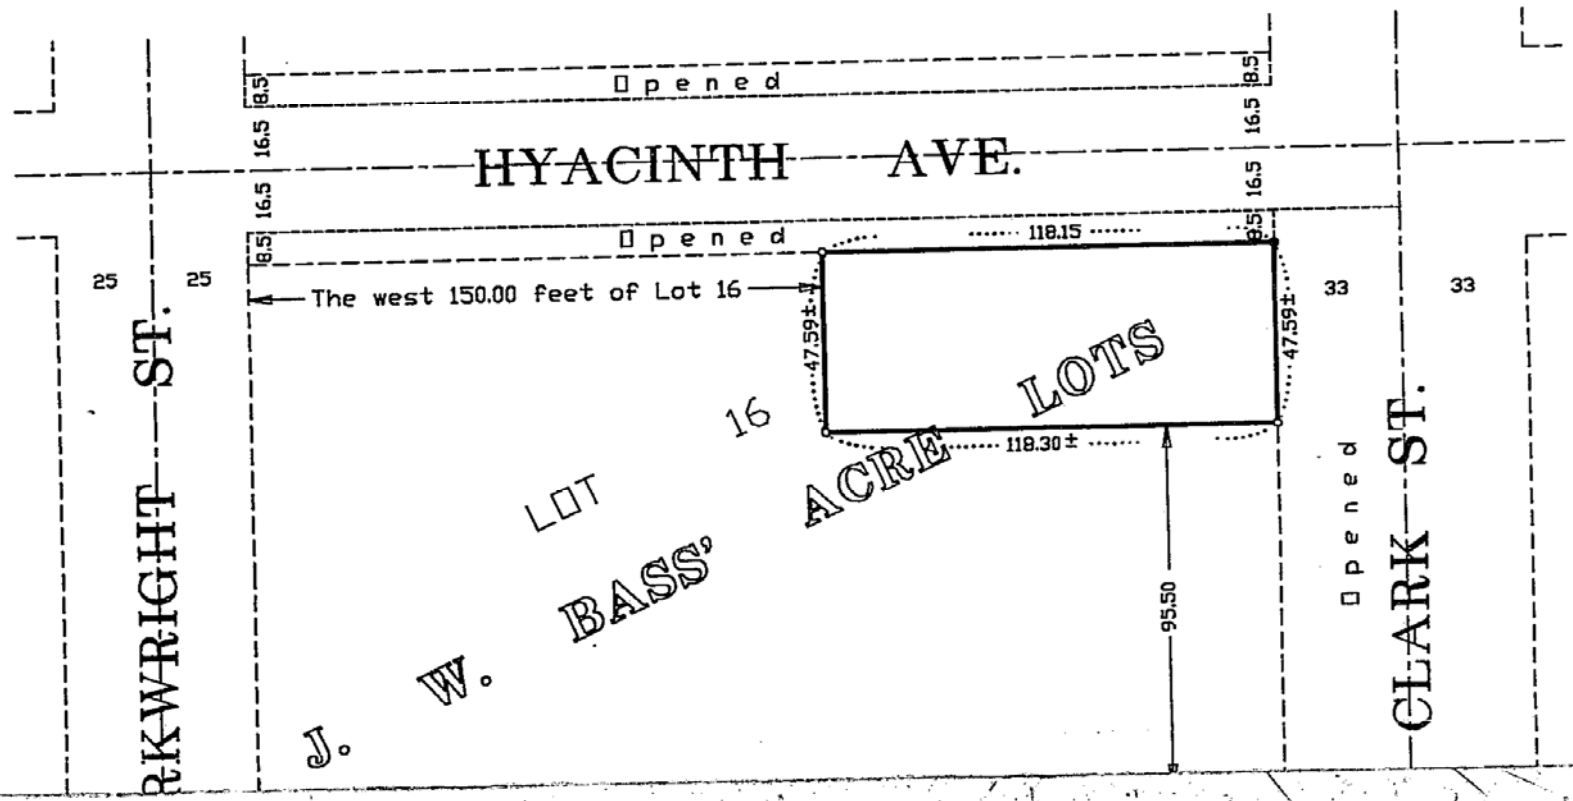 8.5
Opened
8.5
16.5
16.5
HYACINTH AVE.
16.5
16.5
8.5
Opened
118.15
8.5
25
25
The west 150.00 feet of Lot 16
47.59±
47.59±
33
33
ST.
LOTS
16
118.30±
ACRE
LOT
BASS'
W.
J.
95.50
Opened
RKWRIGHT
CLARK ST.